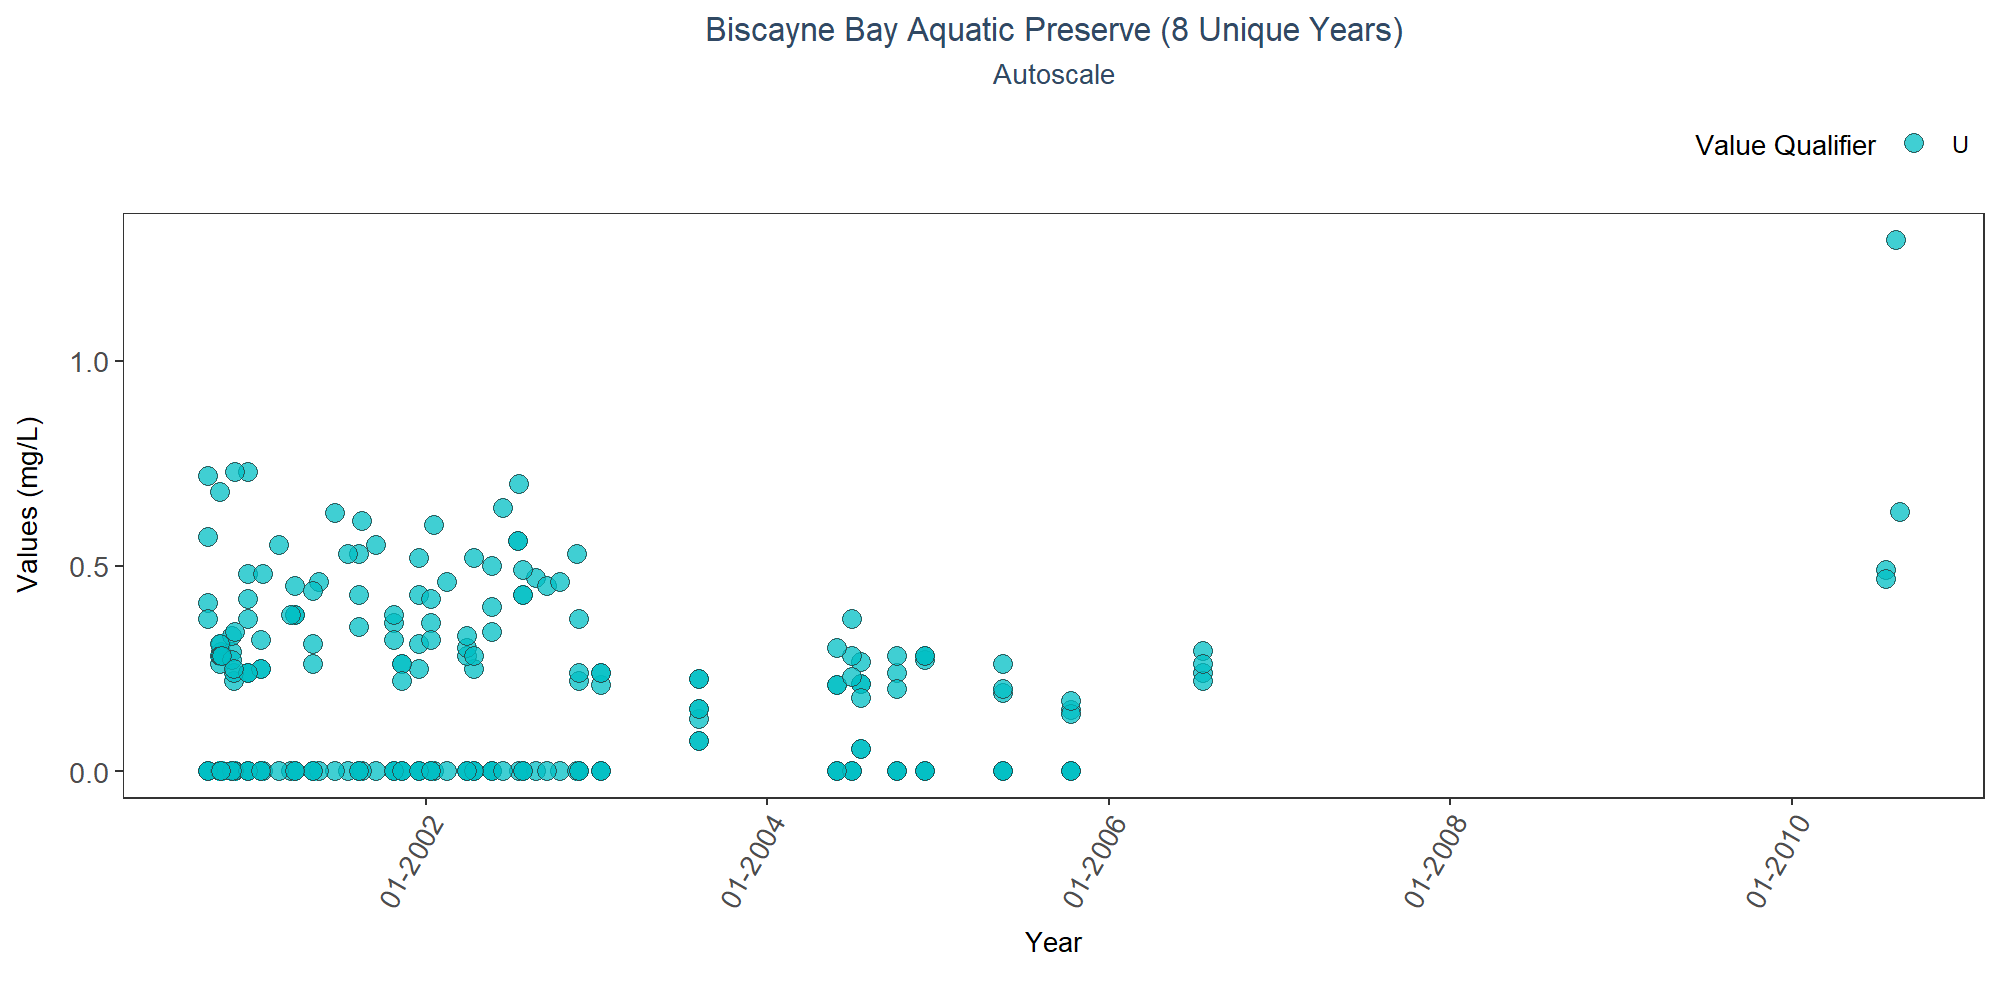 Biscayne Bay Aquatic Preserve (8 Unique Years)
Autoscale
Value Qualifier U
Values (mg/L)
1.0
0.5
0.0
01-2002 01-2004 01-2006 01-2008 01-2010
Year